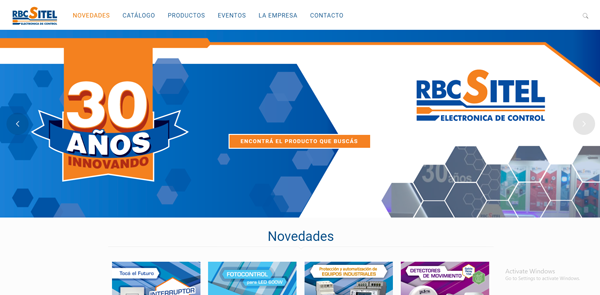 RBC SITEL
ELECTRONICA DE CONTROL
NOVEDADES CATÁLOGO PRODUCTOS EVENTOS LA EMPRESA CONTACTO
30
AÑOS
INNOVANDO
ENCONTRÁ EL PRODUCTO QUE BUSCÁS
RBC SITEL
ELECTRONICA DE CONTROL
30
años
Novedades
Tocá el Futuro
INTERRUPTOR
FOTOCONTROL
para LED 600W
Protección y automatización de
EQUIPOS INDUSTRIALES
DETECTORES
DE MOVIMIENTO
Activate Windows
Go to Settings to activate Windows.